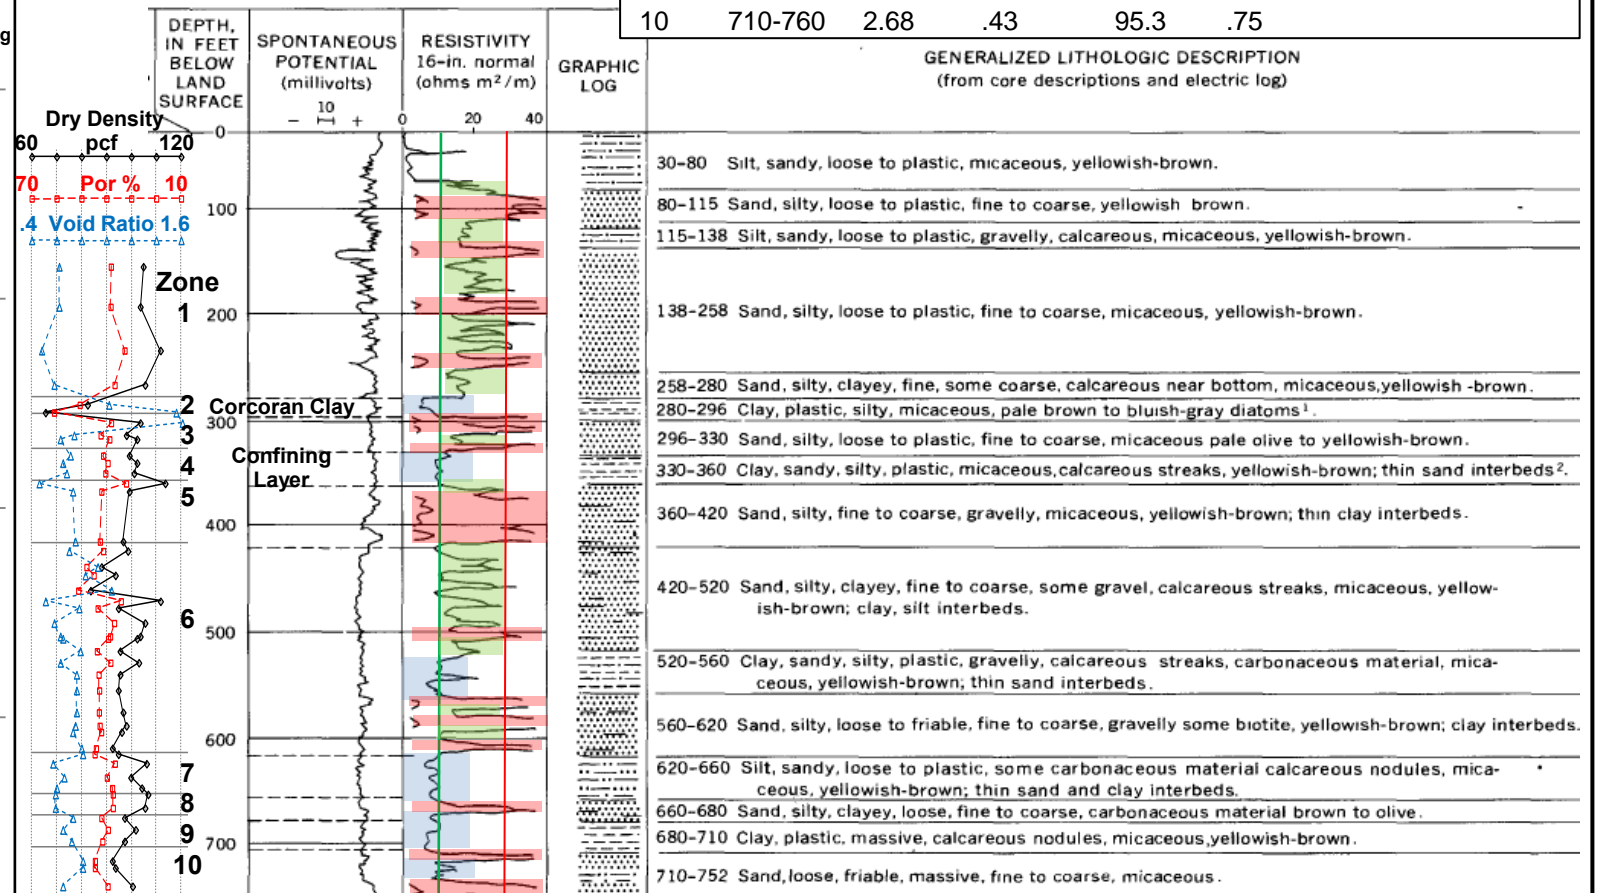 10 710-760 2.68 .43 95.3 .75
g
DEPTH,
IN FEET
BELOW
LAND
SURFACE
SPONTANEOUS
POTENTIAL
(millivolts)
10
− +
RESISTIVITY
16-in. normal
(ohms m²/m)
0 20 40
GRAPHIC
LOG
GENERALIZED LITHOLOGIC DESCRIPTION
(from core descriptions and electric log)
Dry Density
60 pcf 120
70 Por % 10
.4 Void Ratio 1.6
Zone
1
2
3
4
5
6
7
8
9
10
0
100
200
300
400
500
600
700
Corcoran Clay
Confining
Layer
30-80 Silt, sandy, loose to plastic, micaceous, yellowish-brown.
80-115 Sand, silty, loose to plastic, fine to coarse, yellowish brown.
115-138 Silt, sandy, loose to plastic, gravelly, calcareous, micaceous, yellowish-brown.
138-258 Sand, silty, loose to plastic, fine to coarse, micaceous, yellowish-brown.
258-280 Sand, silty, clayey, fine, some coarse, calcareous near bottom, micaceous,yellowish -brown.
280-296 Clay, plastic, silty, micaceous, pale brown to bluish-gray diatoms¹.
296-330 Sand, silty, loose to plastic, fine to coarse, micaceous pale olive to yellowish-brown.
330-360 Clay, sandy, silty, plastic, micaceous,calcareous streaks, yellowish-brown; thin sand interbeds².
360-420 Sand, silty, fine to coarse, gravelly, micaceous, yellowish-brown; thin clay interbeds.
420-520 Sand, silty, clayey, fine to coarse, some gravel, calcareous streaks, micaceous, yellow-
ish-brown; clay, silt interbeds.
520-560 Clay, sandy, silty, plastic, gravelly, calcareous streaks, carbonaceous material, mica-
ceous, yellowish-brown; thin sand interbeds.
560-620 Sand, silty, loose to friable, fine to coarse, gravelly some biotite, yellowish-brown; clay interbeds.
620-660 Silt, sandy, loose to plastic, some carbonaceous material calcareous nodules, mica-
ceous, yellowish-brown; thin sand and clay interbeds.
660-680 Sand, silty, clayey, loose, fine to coarse, carbonaceous material brown to olive.
680-710 Clay, plastic, massive, calcareous nodules, micaceous,yellowish-brown.
710-752 Sand, loose, friable, massive, fine to coarse, micaceous.